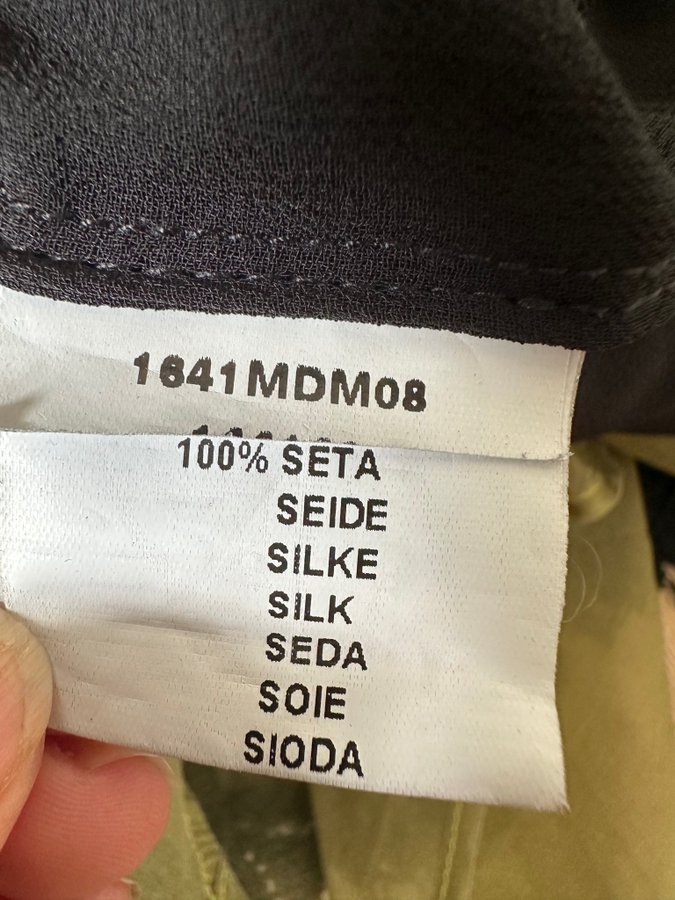 1641MDM08
100% SETA
SEIDE
SILKE
SILK
SEDA
SOIE
SIODA